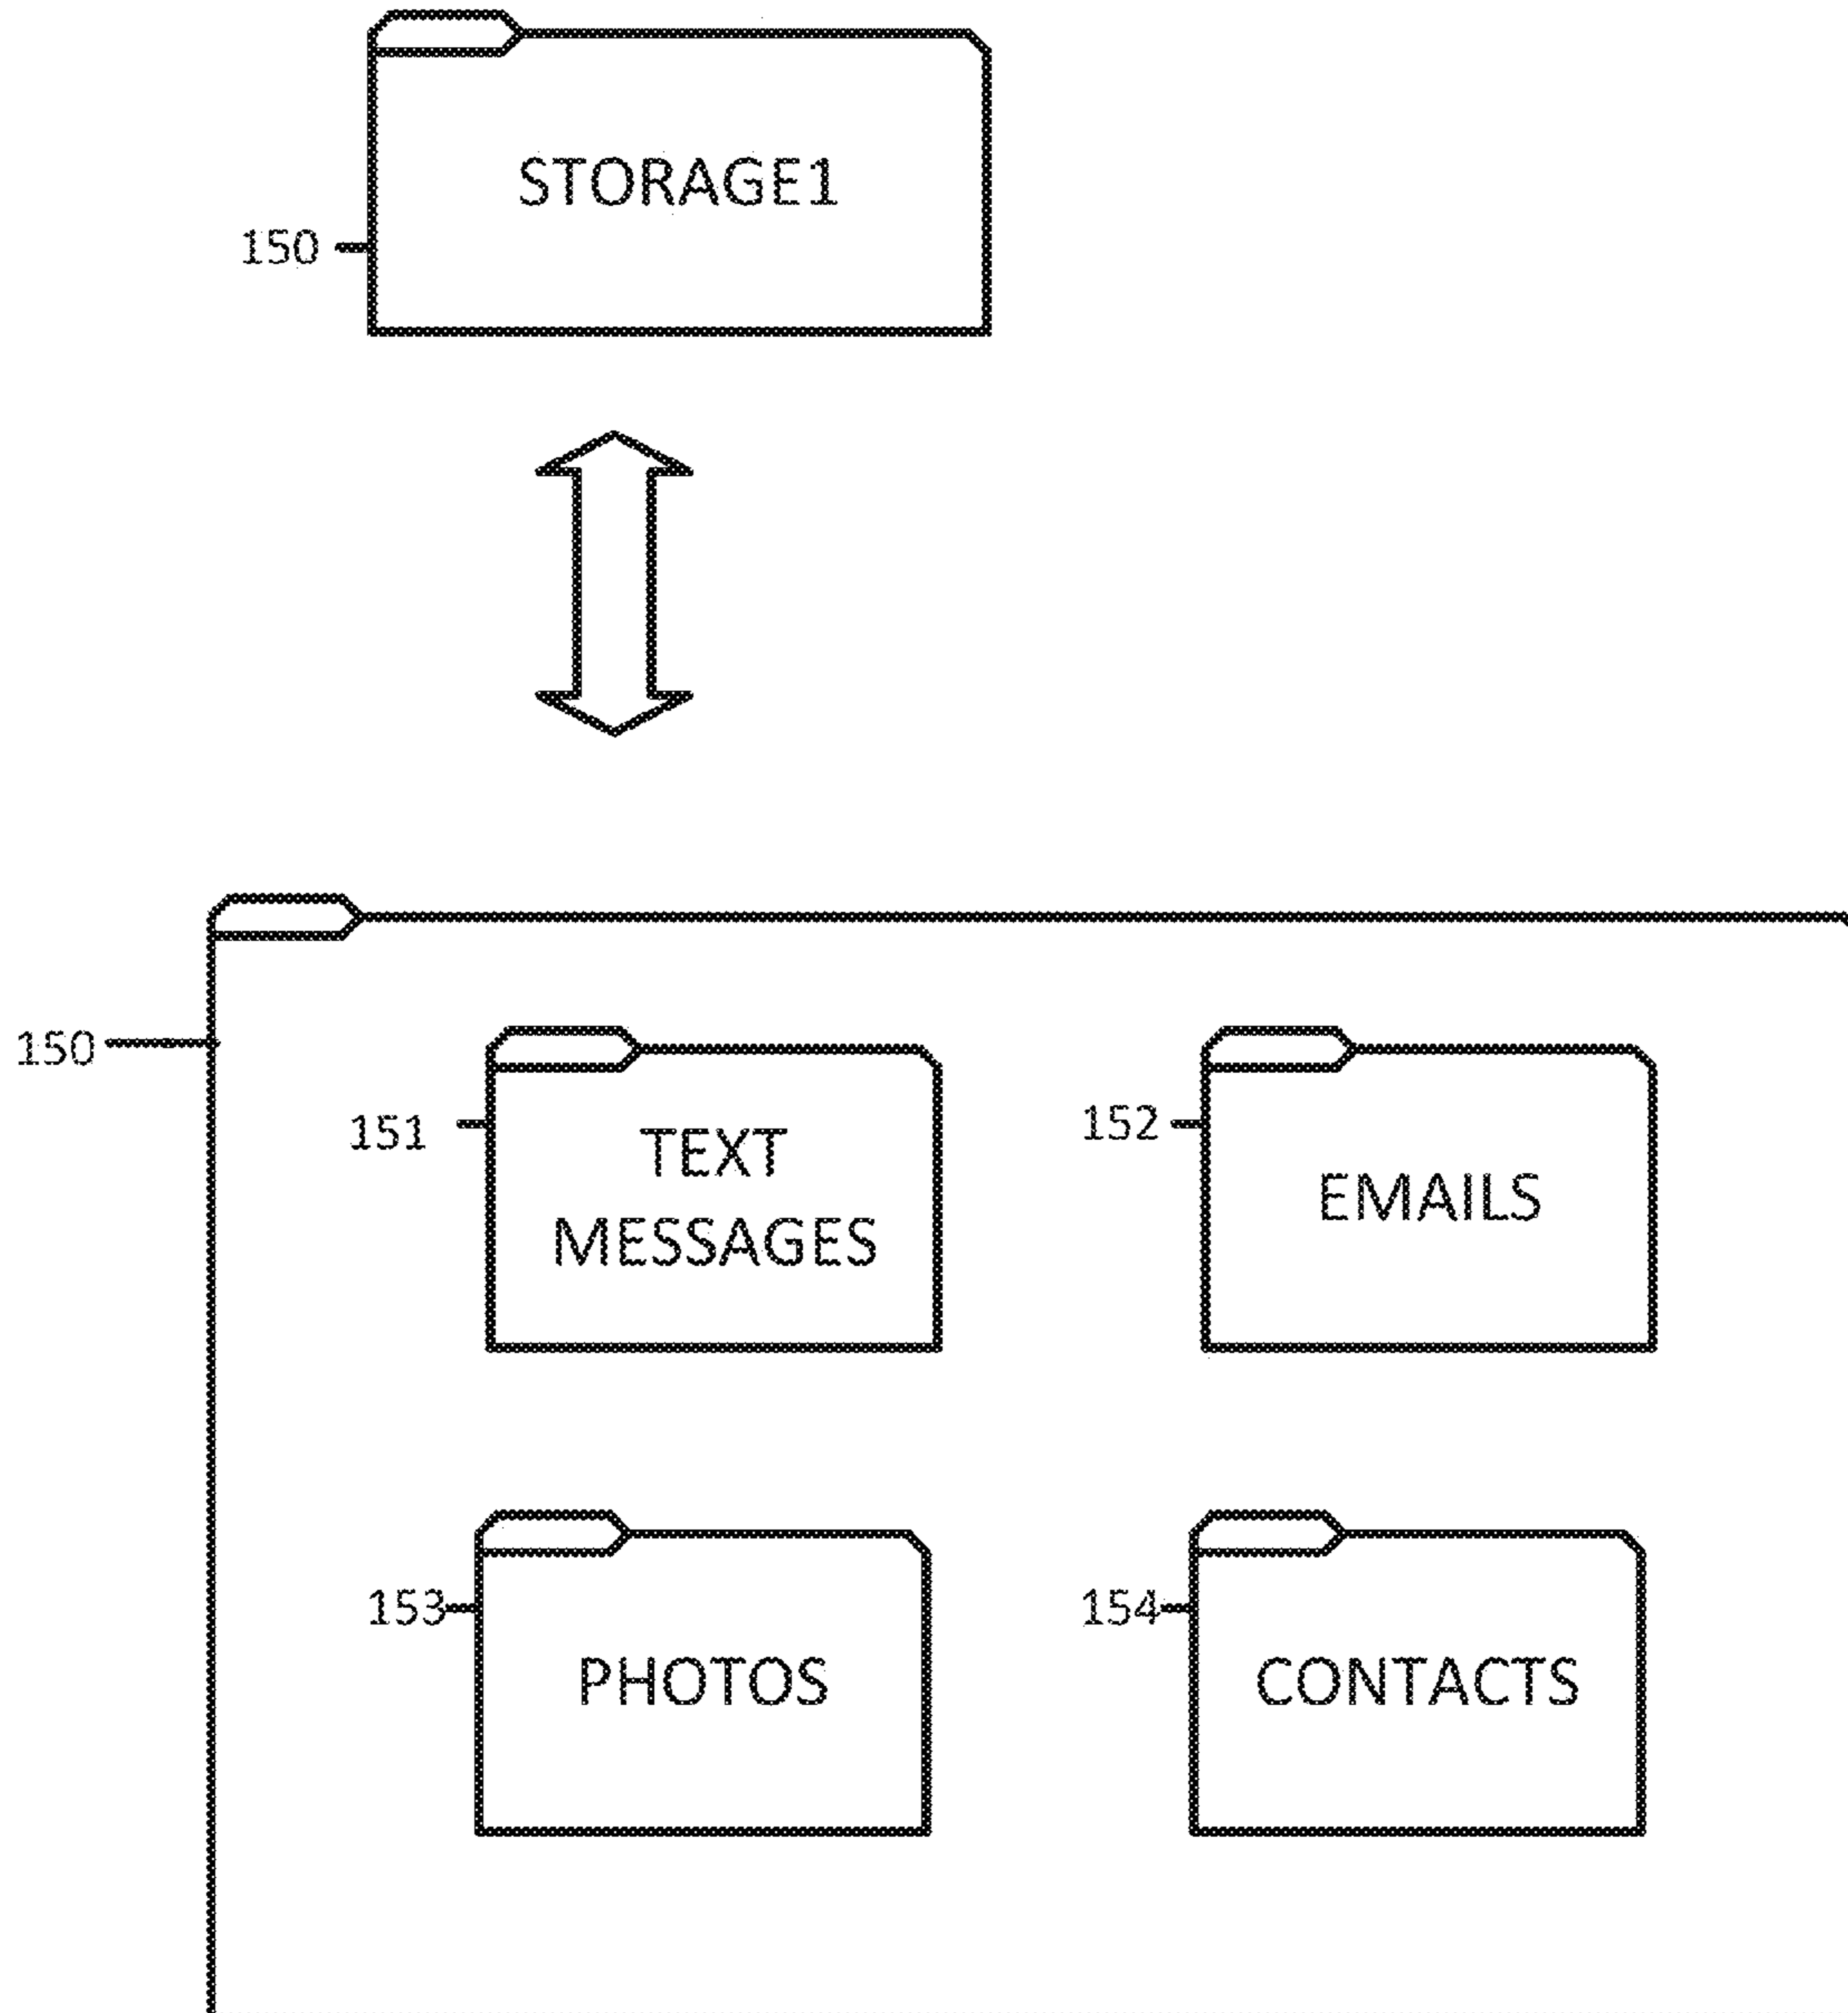 STORAGE1
150
150
151
TEXT
MESSAGES
152
EMAILS
153
PHOTOS
154
CONTACTS